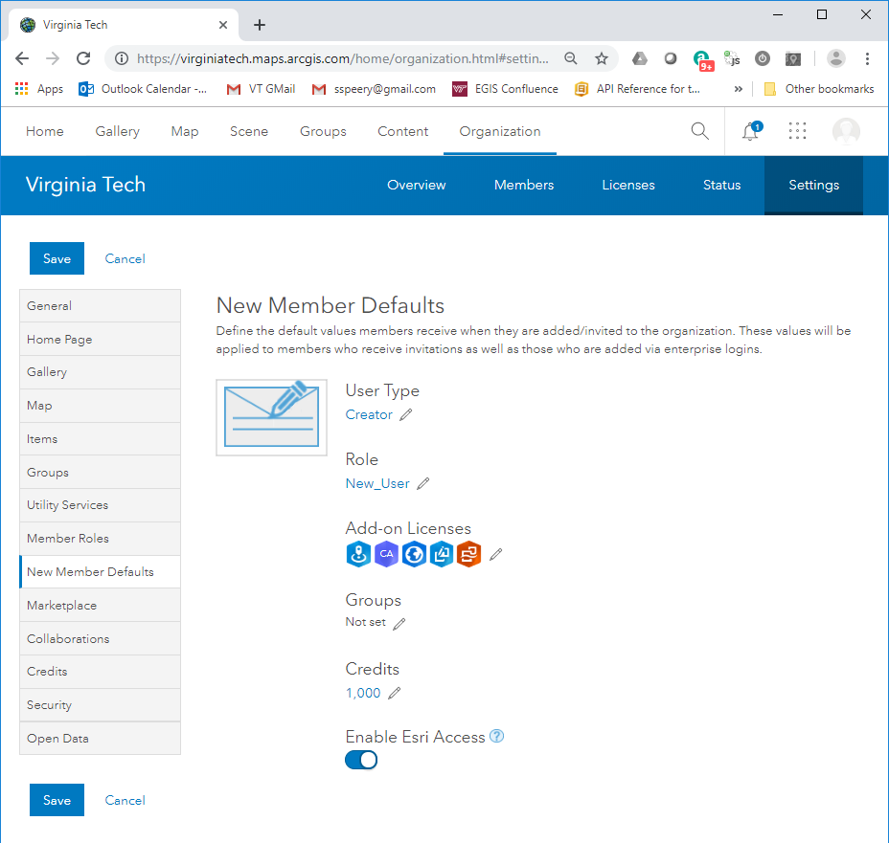 Virginia Tech
https://virginiatech.maps.arcgis.com/home/organization.html#settin...
9+
js
Apps
Outlook Calendar -...
VT GMail
sspeery@gmail.com
EGIS Confluence
API Reference for t...
»
Other bookmarks
Home
Gallery
Map
Scene
Groups
Content
Organization
1
Virginia Tech
Overview
Members
Licenses
Status
Settings
Save
Cancel
General
Home Page
Gallery
Map
Items
Groups
Utility Services
Member Roles
New Member Defaults
Marketplace
Collaborations
Credits
Security
Open Data
New Member Defaults
Define the default values members receive when they are added/invited to the organization. These values will be
applied to members who receive invitations as well as those who are added via enterprise logins.
User Type
Creator
Role
New_User
Add-on Licenses
CA
Groups
Not set
Credits
1,000
Enable Esri Access ?
Save
Cancel